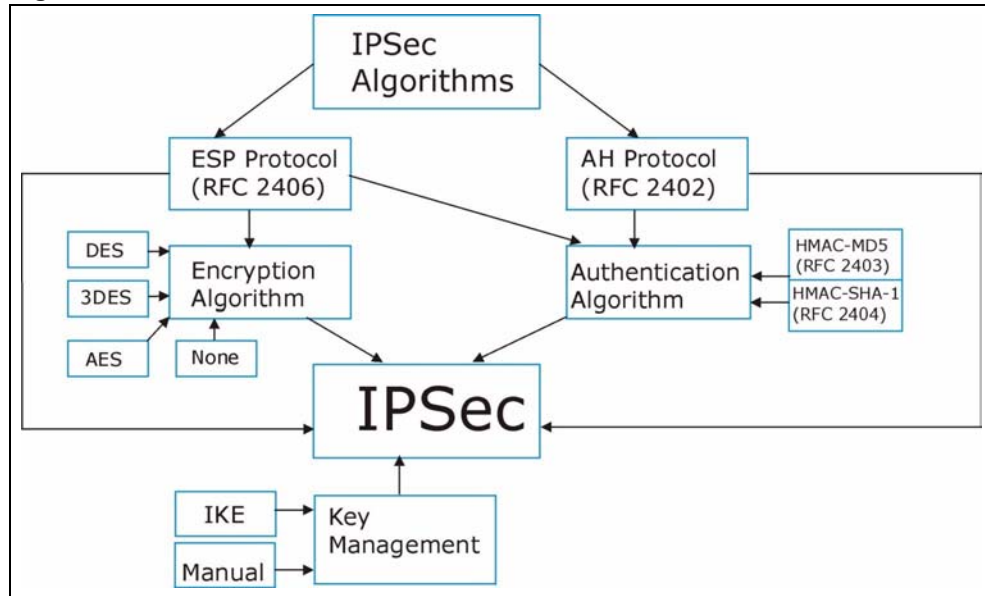 IPSec
Algorithms
ESP Protocol
(RFC 2406)
AH Protocol
(RFC 2402)
DES
3DES
AES
None
Encryption
Algorithm
Authentication
Algorithm
HMAC-MD5
(RFC 2403)
HMAC-SHA-1
(RFC 2404)
IPSec
IKE
Manual
Key
Management